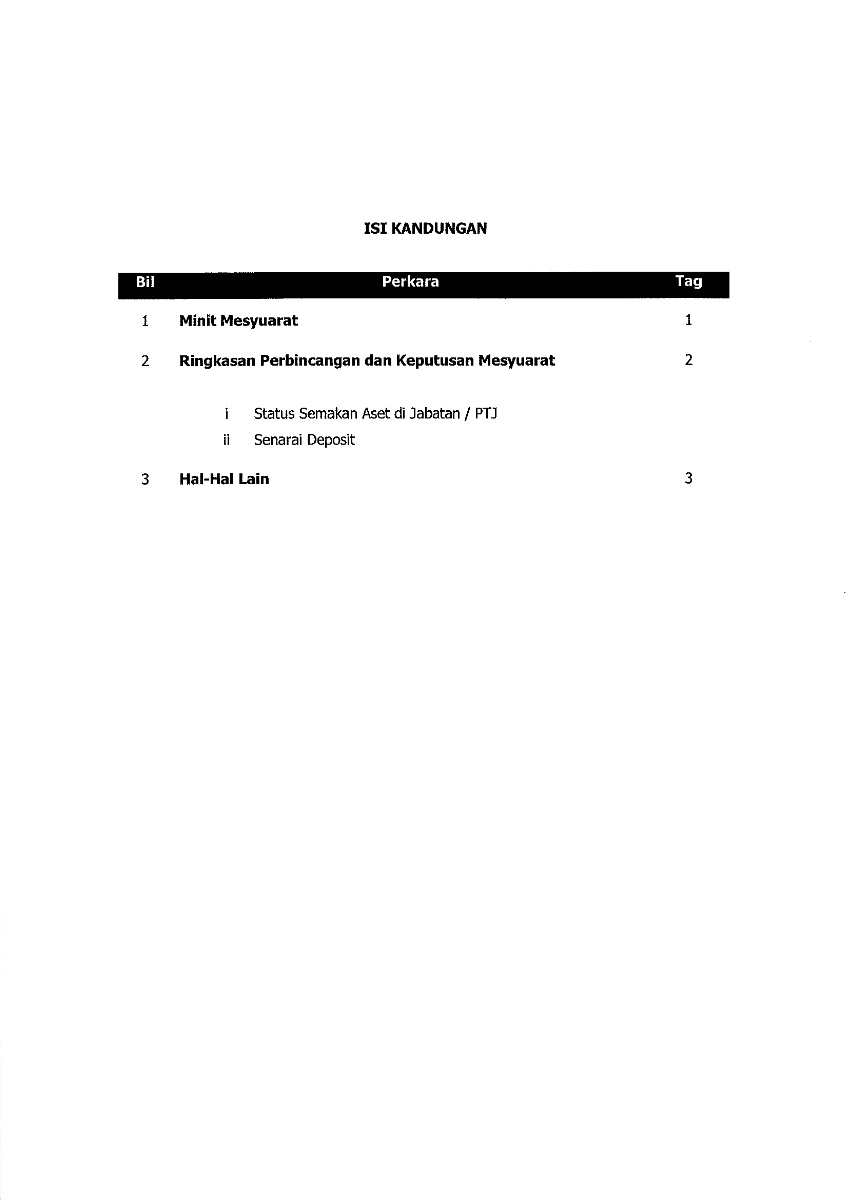 ISI KANDUNGAN
Bil Perkara Tag
1 Minit Mesyuarat 1
2 Ringkasan Perbincangan dan Keputusan Mesyuarat 2
i Status Semakan Aset di Jabatan / PTJ
ii Senarai Deposit
3 Hal-Hal Lain 3